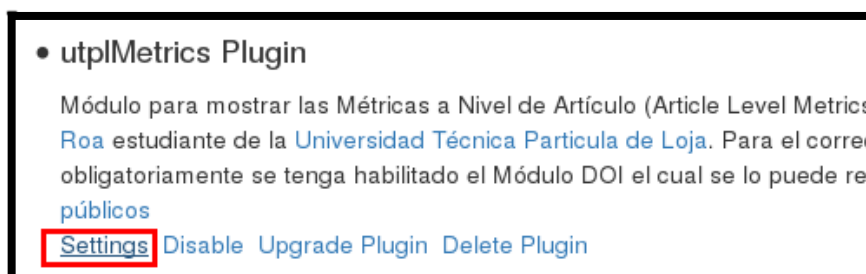 • utplMetrics Plugin
Módulo para mostrar las Métricas a Nivel de Artículo (Article Level Metrics
Roa estudiante de la Universidad Técnica Particula de Loja. Para el corre
obligatoriamente se tenga habilitado el Módulo DOI el cual se lo puede re
públicos
Settings Disable Upgrade Plugin Delete Plugin